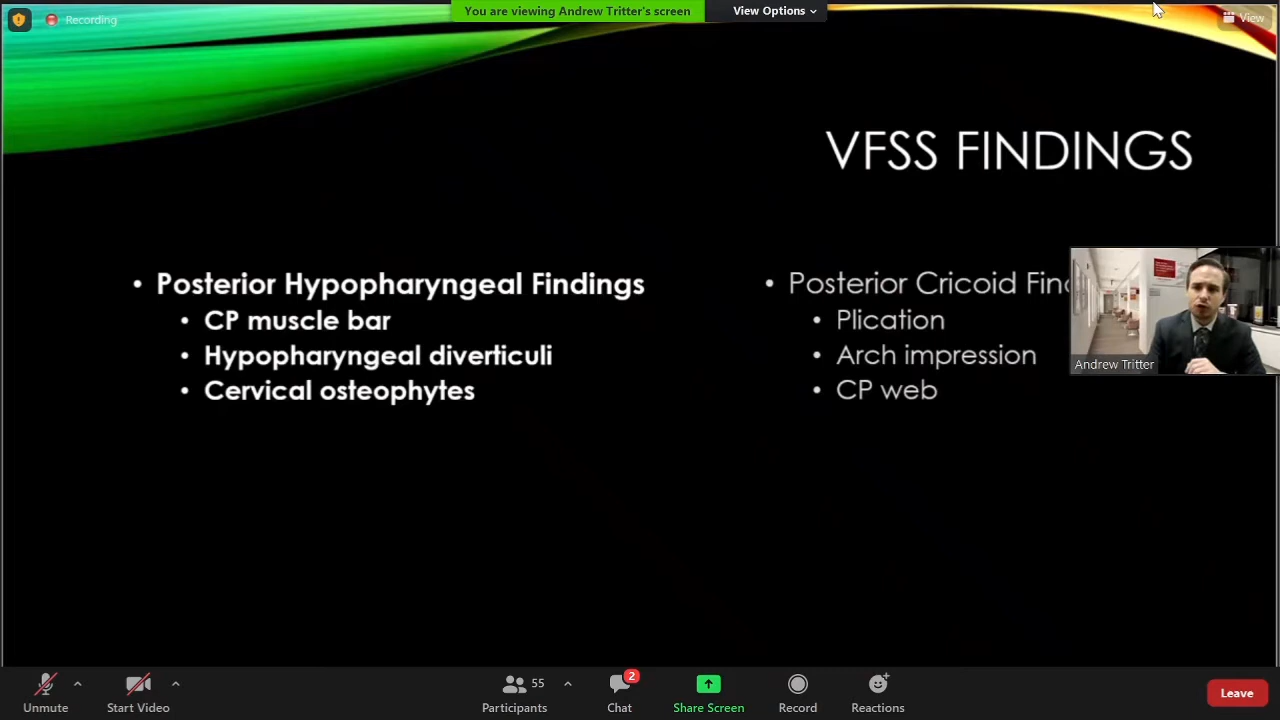 Recording
You are viewing Andrew Tritter's screen
View Options
View
VFSS FINDINGS
• Posterior Hypopharyngeal Findings
• CP muscle bar
• Hypopharyngeal diverticuli
• Cervical osteophytes
• Posterior Cricoid
• Plication
• Arch impression
• CP web
Andrew Tritter
Unmute
Start Video
55
Participants
2
Chat
Share Screen
Record
Reactions
Leave